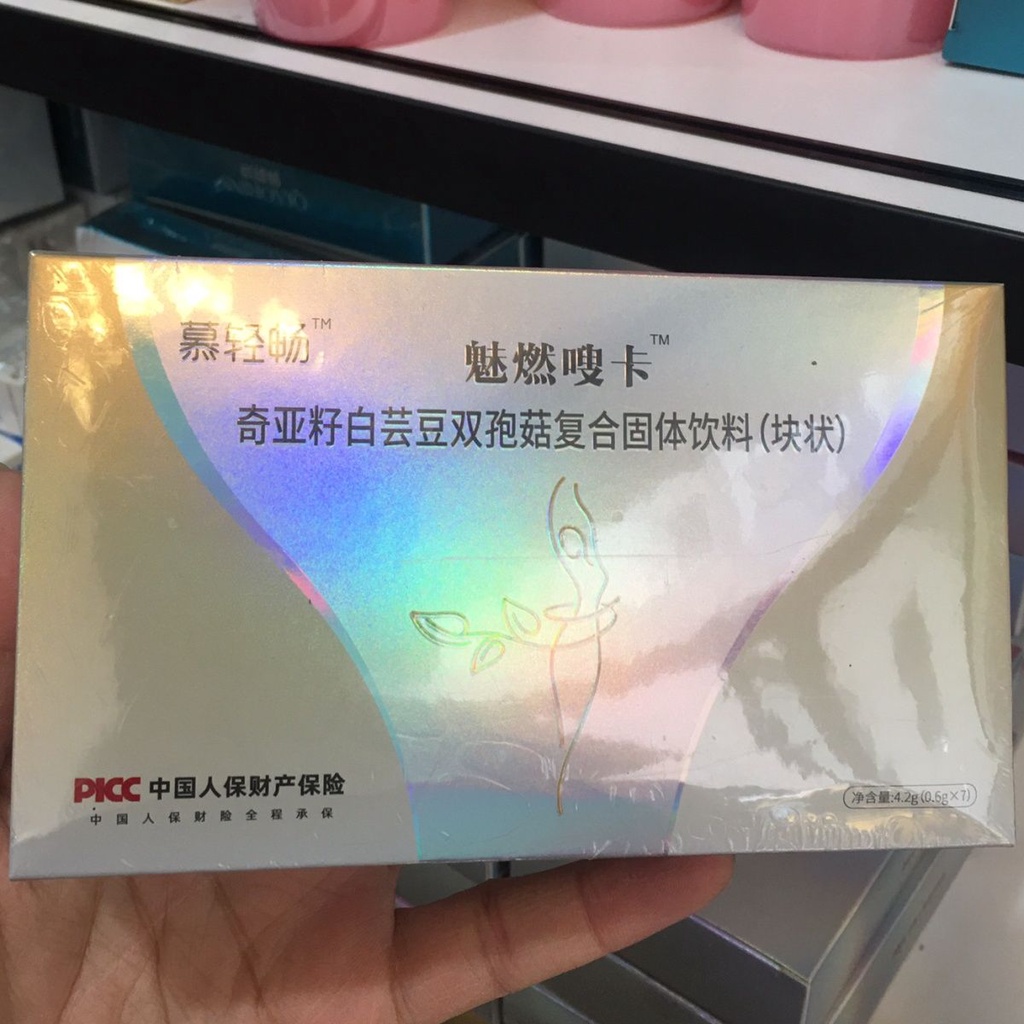 慕轻畅™
魅燃嗖卡™
奇亚籽白芸豆双孢菇复合固体饮料(块状)
PICC 中国人保财产保险
中国人保财险全程承保
净含量:4.2g(0.6g×7)